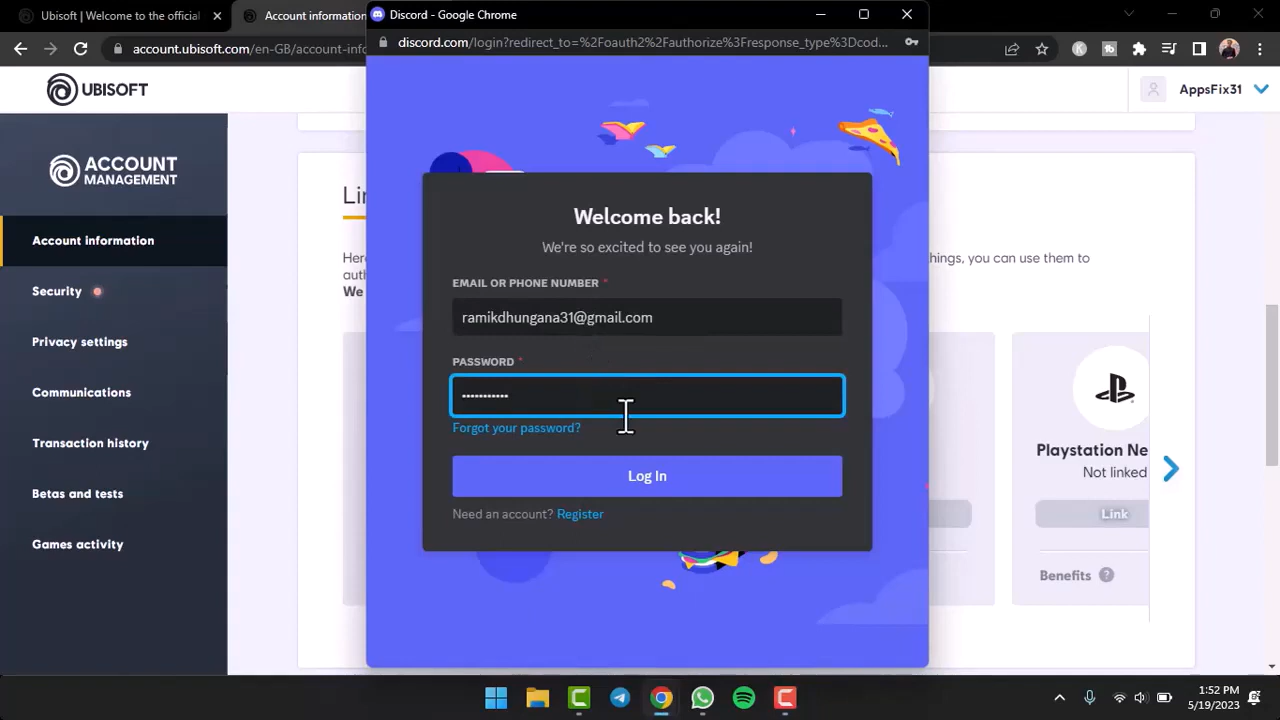 Ubisoft | Welcome to the official
Account information
Discord - Google Chrome
account.ubisoft.com/en-GB/account-info
discord.com/login?redirect_to=%2Foauth2%2Fauthorize%3Fresponse_type%3Dcod...
UBISOFT
AppsFix31
ACCOUNT
MANAGEMENT
Account information
Security
Privacy settings
Communications
Transaction history
Betas and tests
Games activity
Welcome back!
We're so excited to see you again!
EMAIL OR PHONE NUMBER *
ramikdhungana31@gmail.com
PASSWORD *
Forgot your password?
Log In
Need an account? Register
things, you can use them to
We
Playstation Ne
Not linked
Link
Benefits ?
1:52 PM
5/19/2023